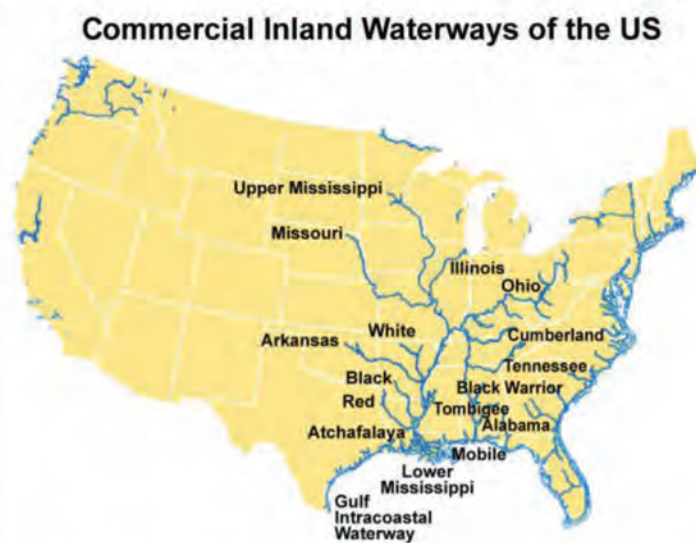 Commercial Inland Waterways of the US
Upper Mississippi
Missouri
Illinois
Ohio
White
Cumberland
Arkansas
Tennessee
Black
Black Warrior
Red
Tombigee
Alabama
Atchafalaya
Mobile
Lower
Mississippi
Gulf
Intracoastal
Waterway